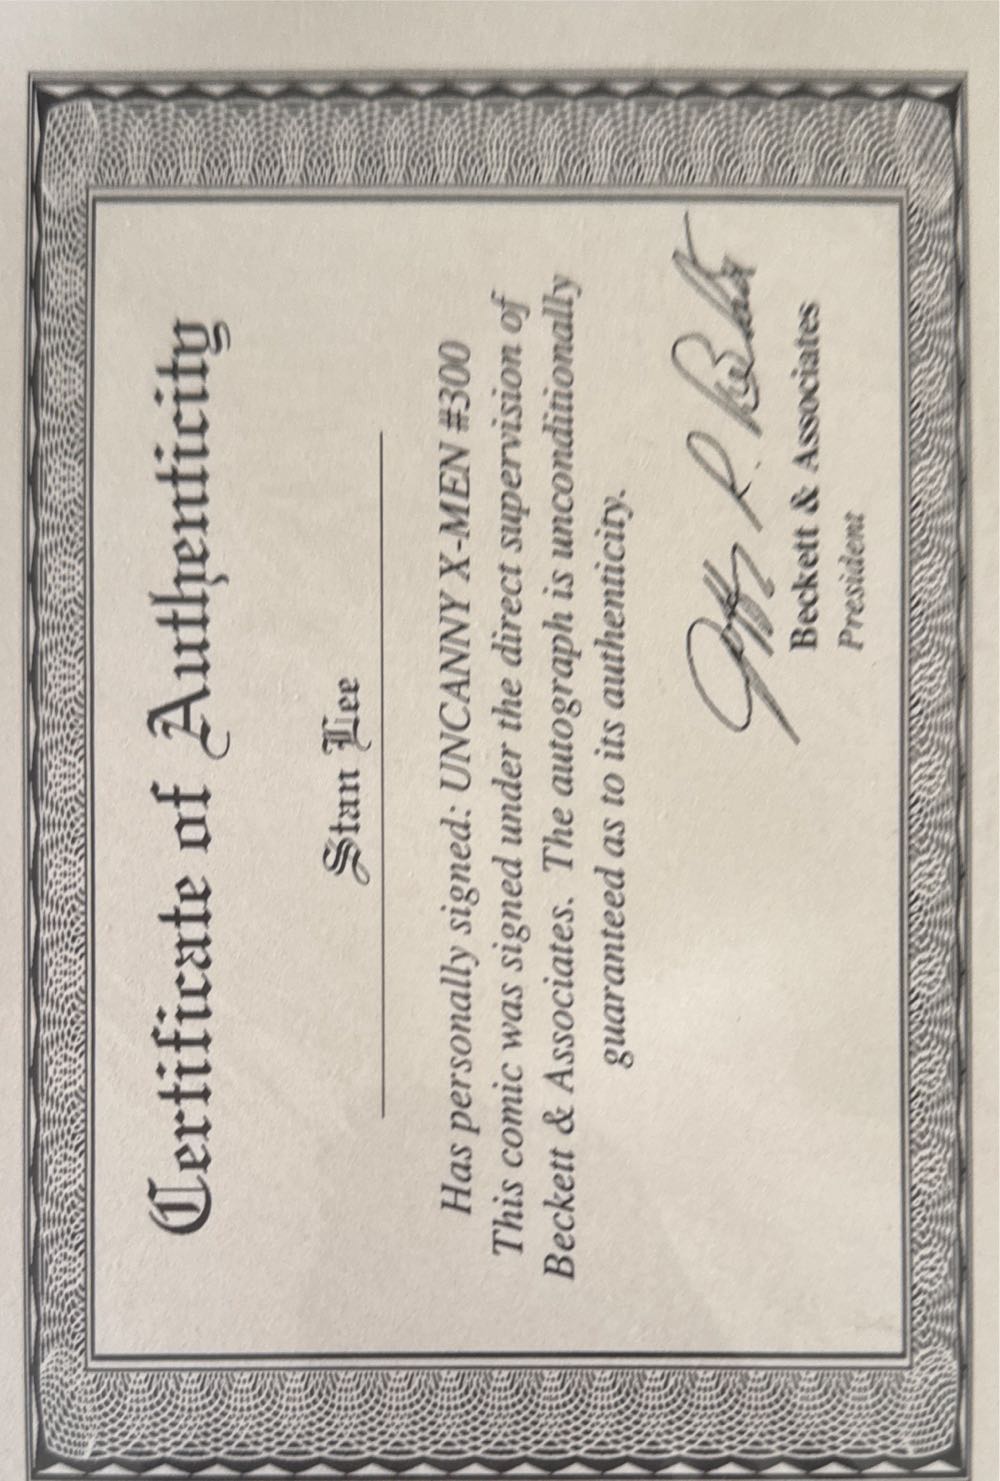 Certificate of Authenticity
Stan Lee
Has personally signed: UNCANNY X-MEN #300
This comic was signed under the direct supervision of
Beckett & Associates. The autograph is unconditionally
guaranteed as to its authenticity.
Beckett & Associates
President